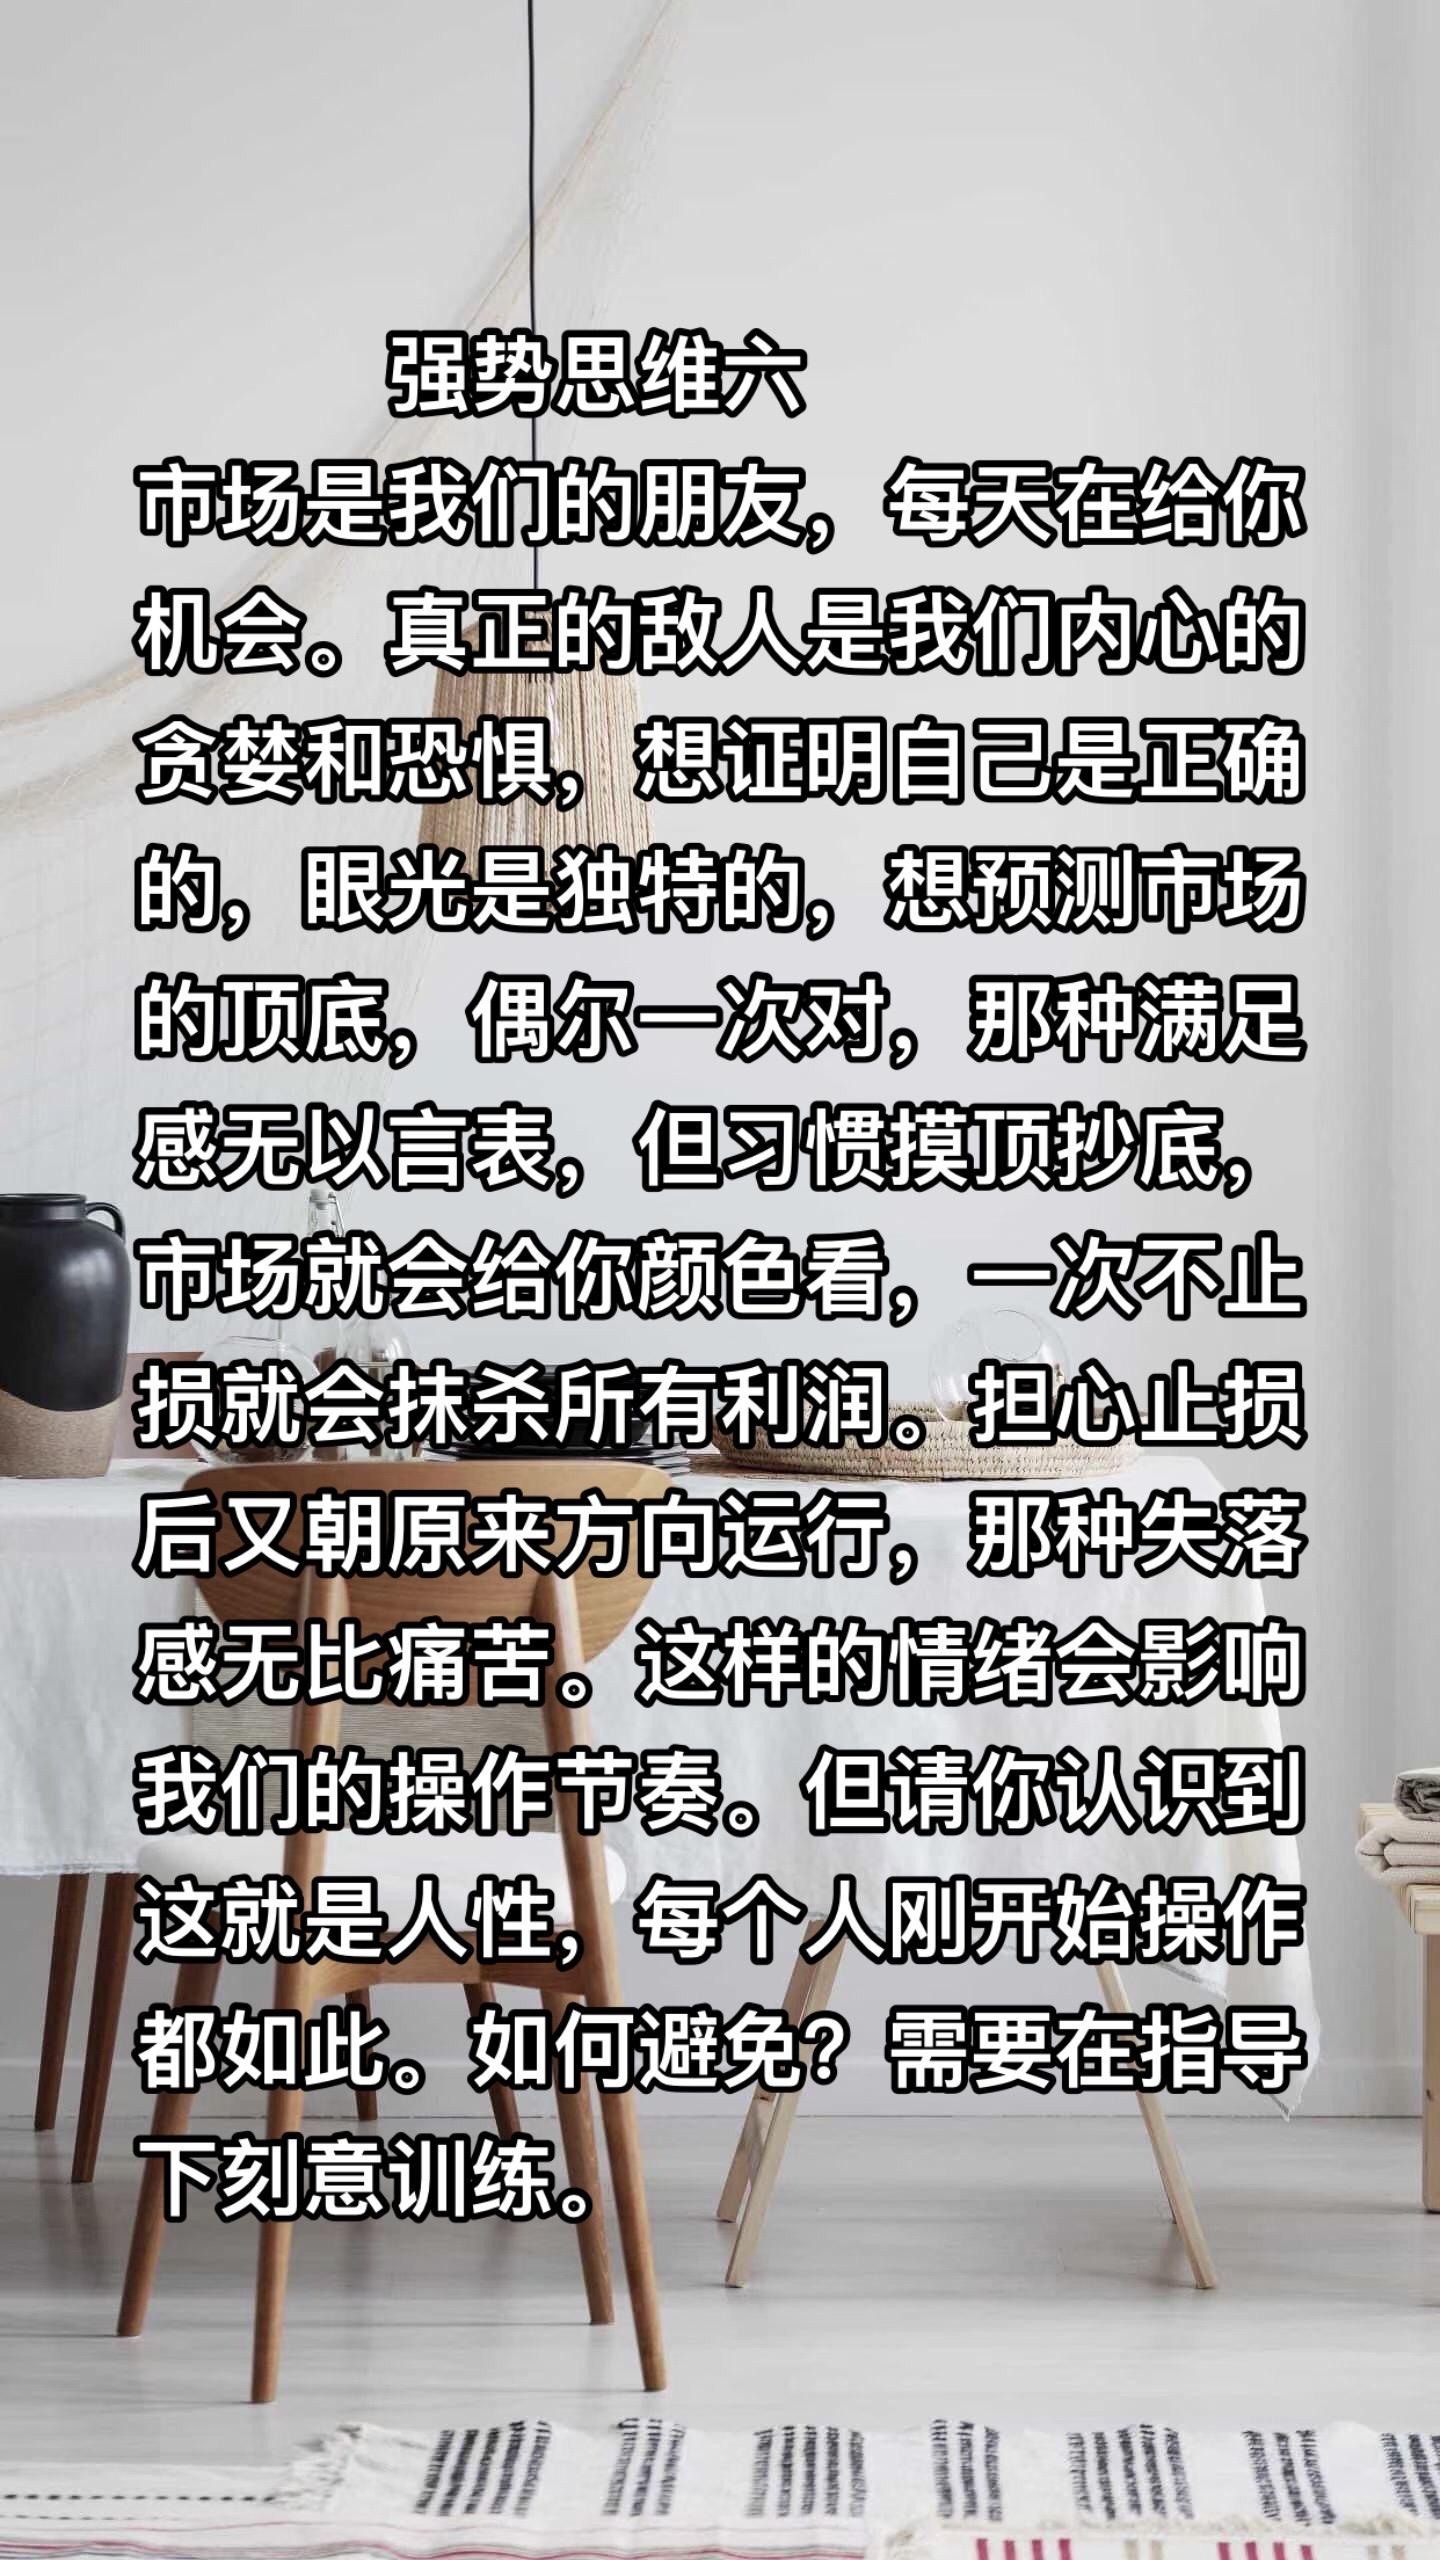 强势思维六
市场是我们的朋友，每天在给你
机会。真正的敌人是我们内心的
贪婪和恐惧，想证明自己是正确
的，眼光是独特的，想预测市场
的顶底，偶尔一次对，那种满足
感无以言表，但习惯摸顶抄底，
市场就会给你颜色看，一次不止
损就会抹杀所有利润。担心止损
后又朝原来方向运行，那种失落
感无比痛苦。这样的情绪会影响
我们的操作节奏。但请你认识到
这就是人性，每个人刚开始操作
都如此。如何避免？需要在指导
下刻意训练。